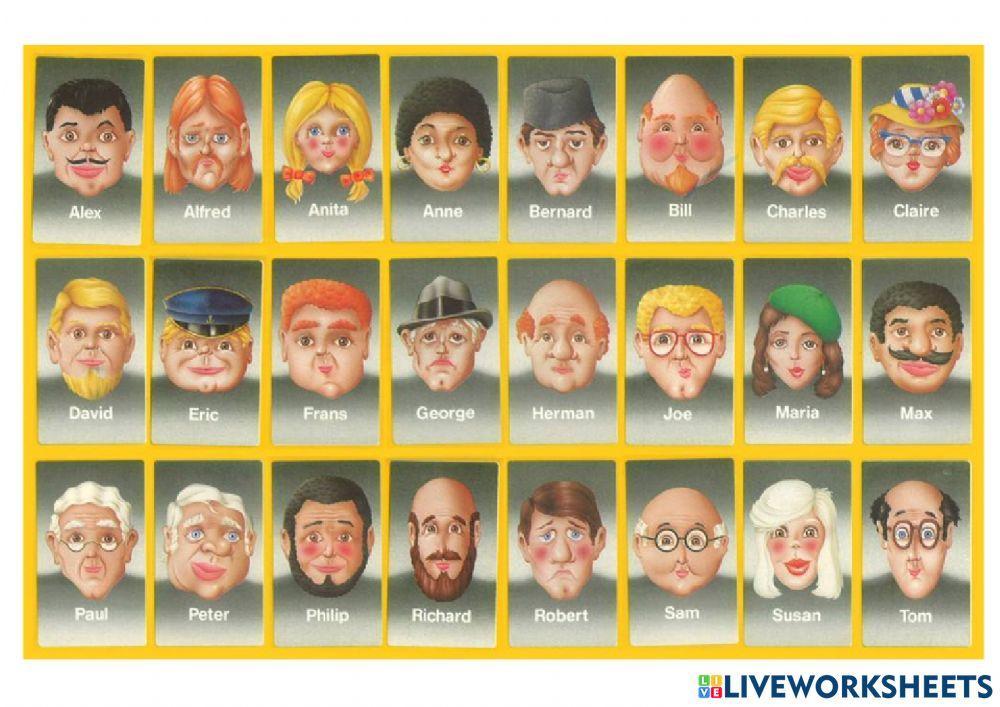 Alex Alfred Anita Anne Bernard Bill Charles Claire
David Eric Frans George Herman Joe Maria Max
Paul Peter Philip Richard Robert Sam Susan Tom
LIVE LIVEWORKSHEETS